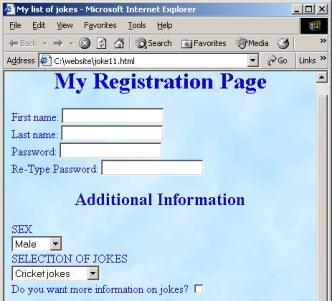 My list of jokes - Microsoft Internet Explorer
File Edit View Favorites Tools Help
Back Search Favorites Media
Address C:\website\joke11.html Go Links »
My Registration Page
First name:
Last name:
Password:
Re-Type Password:
Additional Information
SEX
Male
SELECTION OF JOKES
Cricket jokes
Do you want more information on jokes?